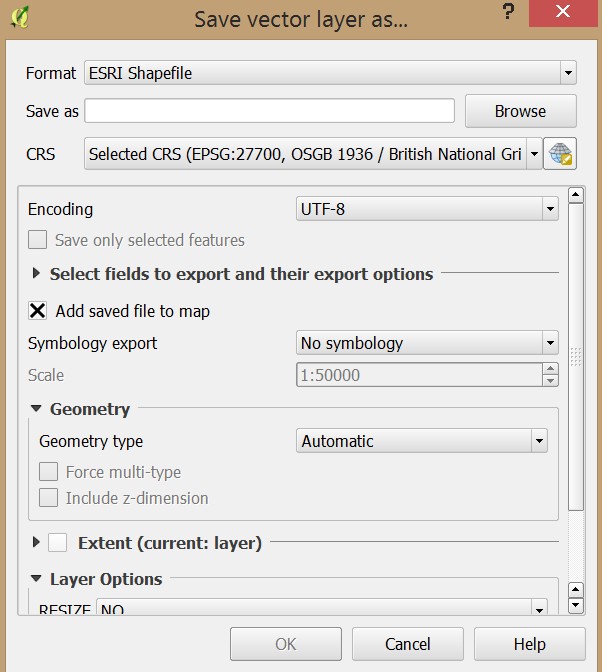 Save vector layer as...
Format ESRI Shapefile
Save as Browse
CRS Selected CRS (EPSG:27700, OSGB 1936 / British National Gri
Encoding UTF-8
Save only selected features
Select fields to export and their export options
Add saved file to map
Symbology export No symbology
Scale 1:50000
Geometry
Geometry type Automatic
Force multi-type
Include z-dimension
Extent (current: layer)
Layer Options
RESIZE NO
OK Cancel Help